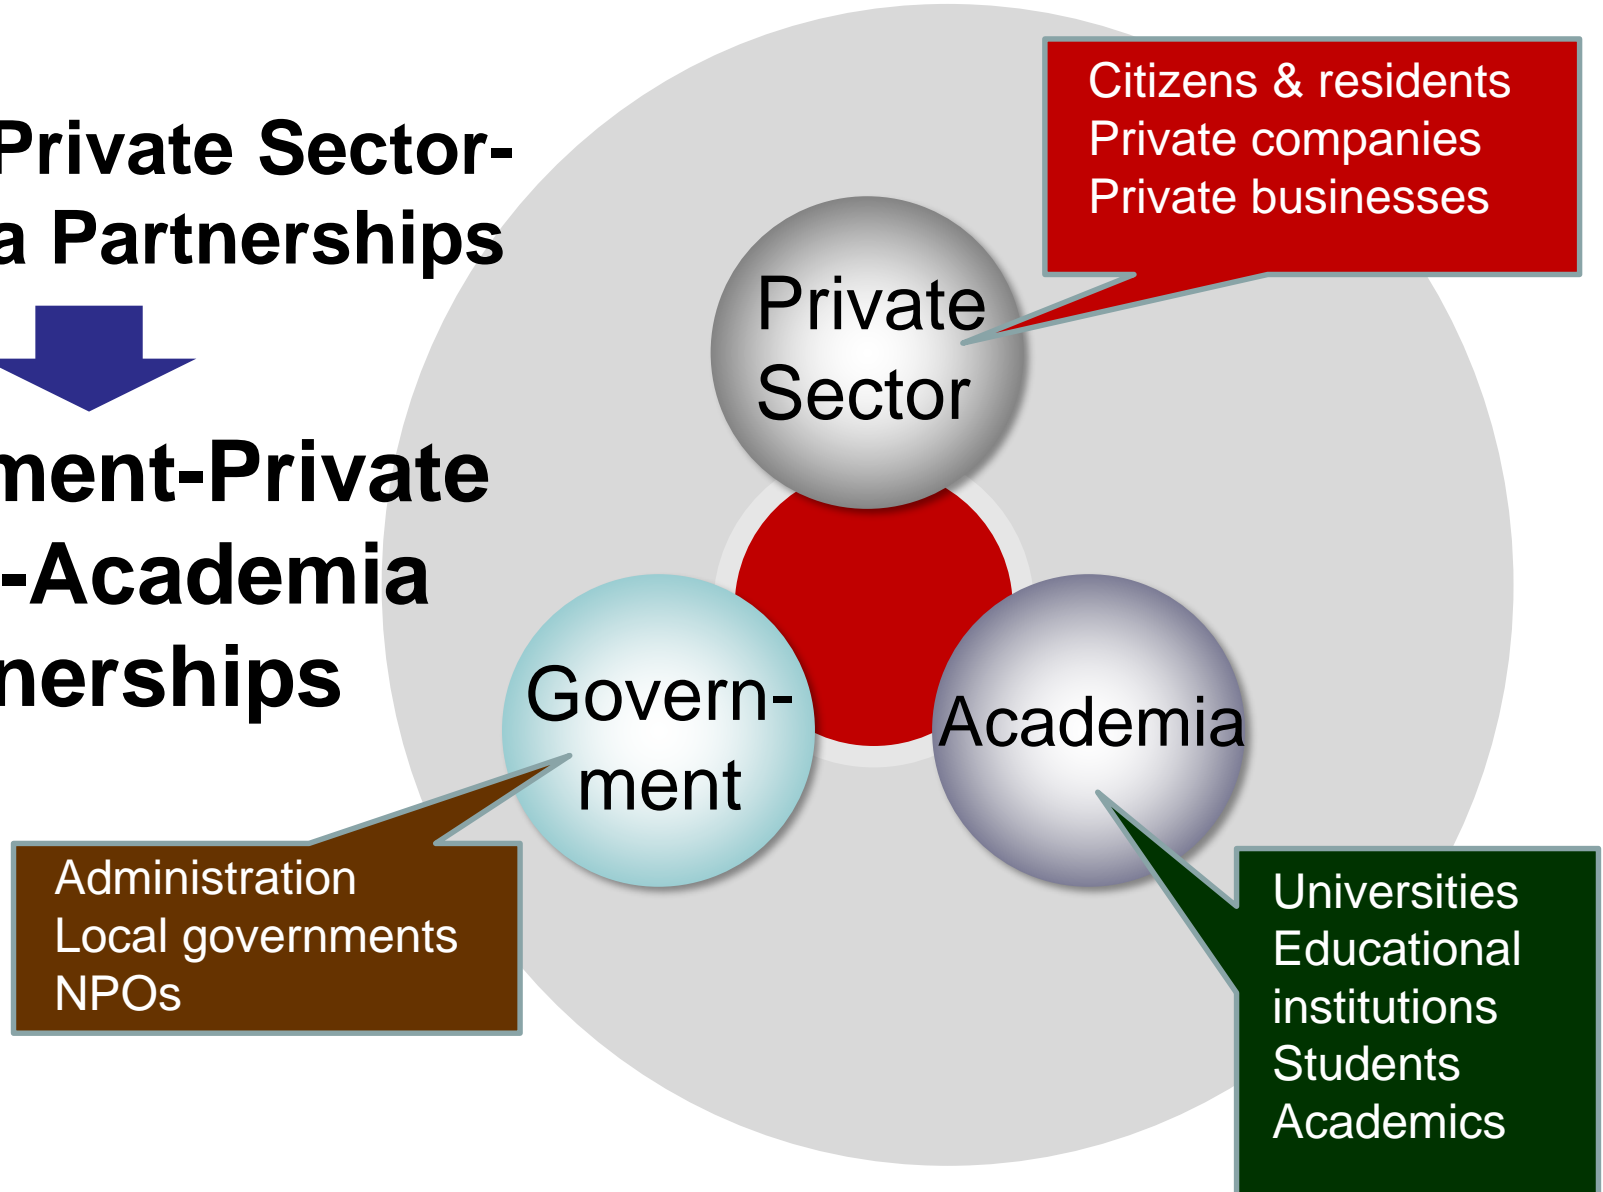 Private Sector-
a Partnerships
ment-Private
-Academia
nerships
Citizens & residents
Private companies
Private businesses
Private
Sector
Govern-
ment
Academia
Administration
Local governments
NPOs
Universities
Educational
institutions
Students
Academics